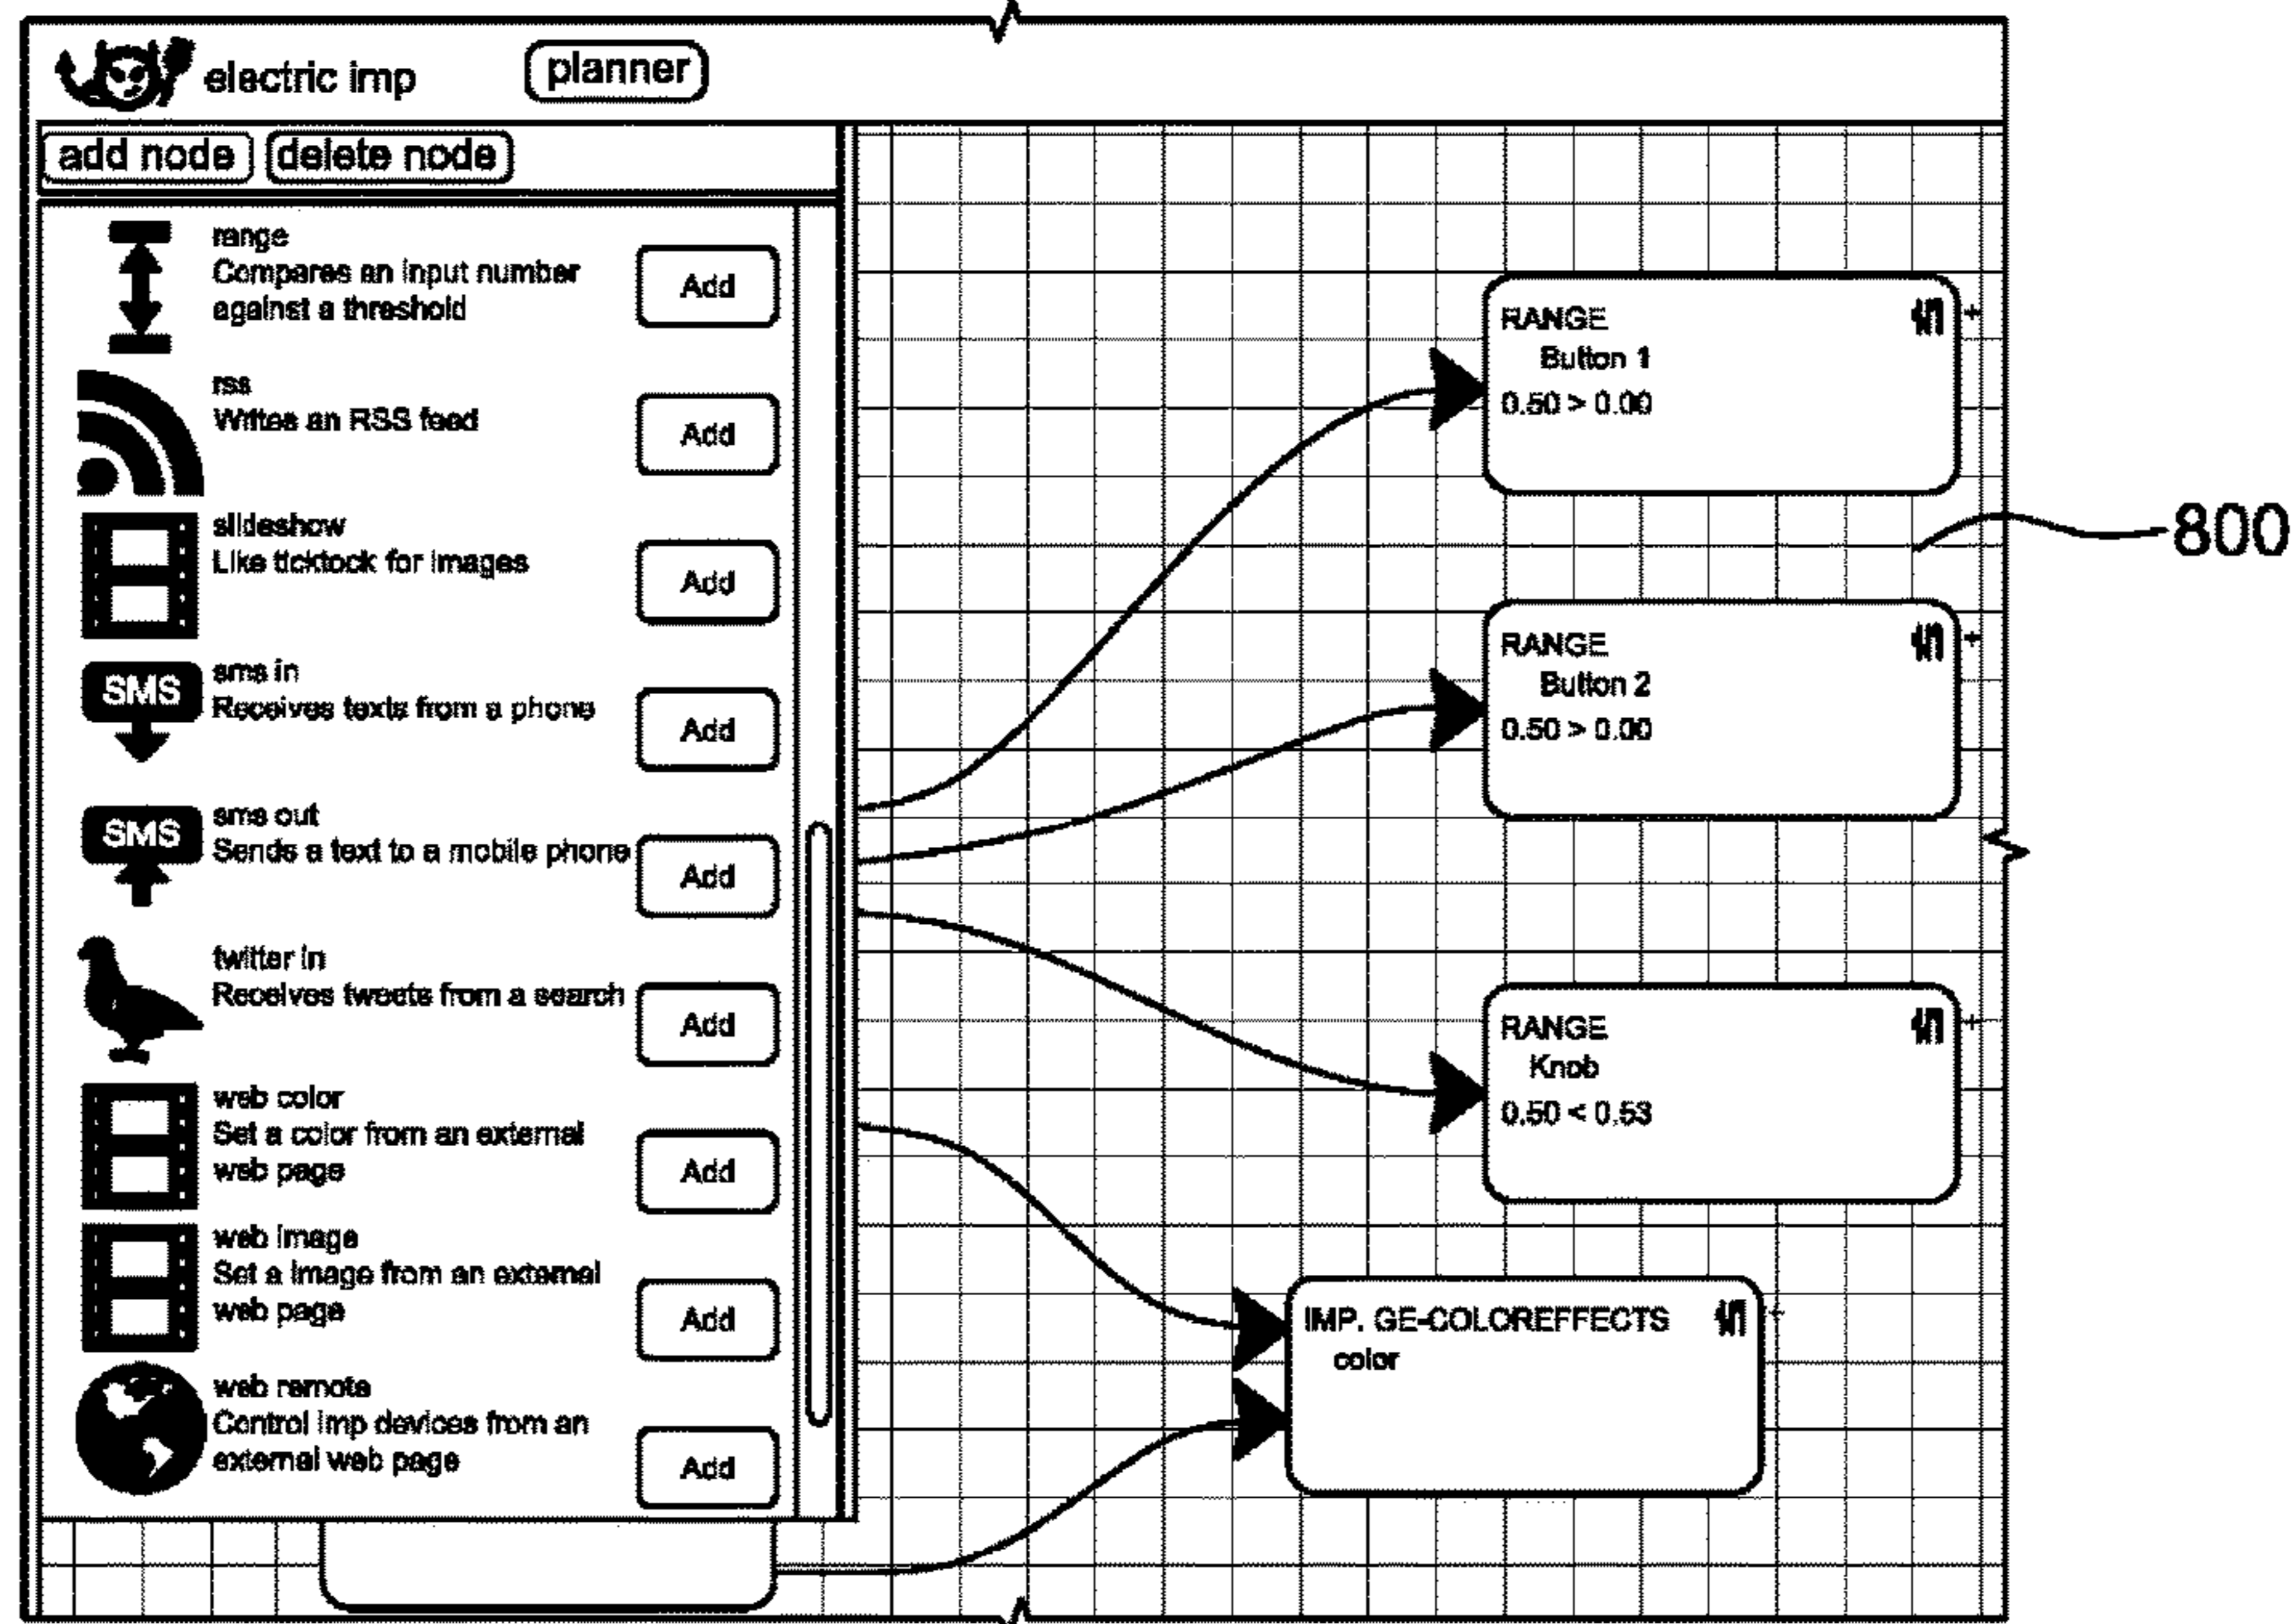 electric imp
planner
add node
delete node
range
Compares an input number
against a threshold
Add
rss
Writes an RSS feed
Add
slideshow
Like ticktock for images
Add
SMS
sms in
Receives texts from a phone
Add
SMS
sms out
Sends a text to a mobile phone
Add
twitter in
Receives tweets from a search
Add
web color
Set a color from an external
web page
Add
web image
Set a image from an external
web page
Add
web remote
Control imp devices from an
external web page
Add
RANGE
Button 1
0.50 > 0.00
800
RANGE
Button 2
0.50 > 0.00
RANGE
Knob
0.50 < 0.53
IMP. GE-COLOREFFECTS
color